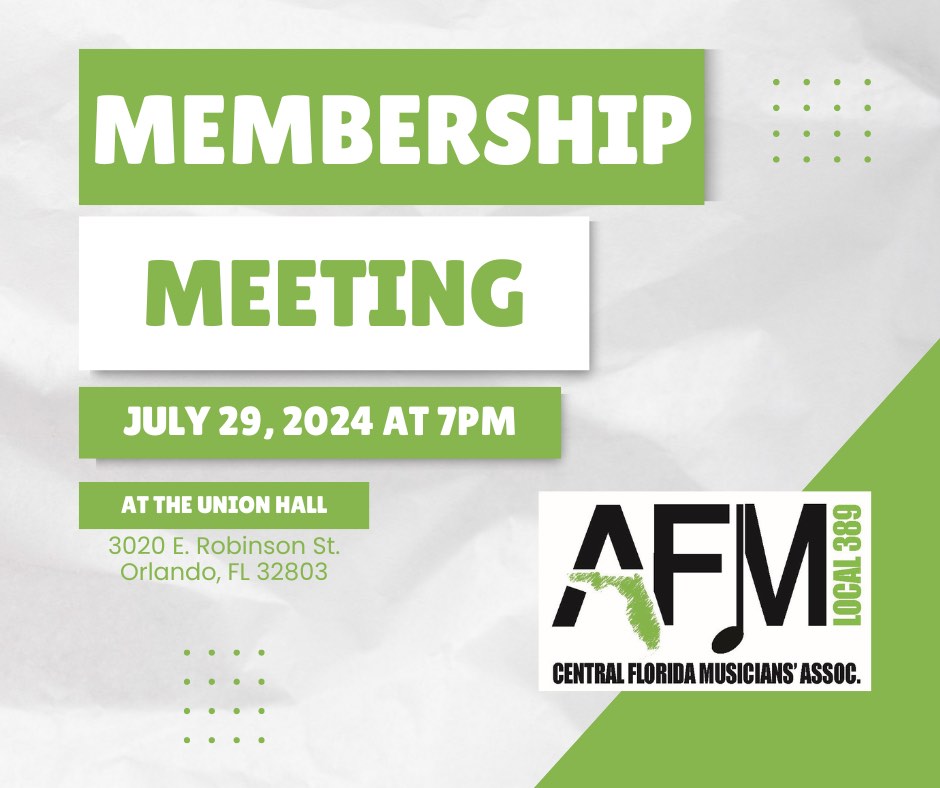 MEMBERSHIP
MEETING
JULY 29, 2024 AT 7PM
AT THE UNION HALL
3020 E. Robinson St.
Orlando, FL 32803
AFM
LOCAL 389
CENTRAL FLORIDA MUSICIANS' ASSOC.